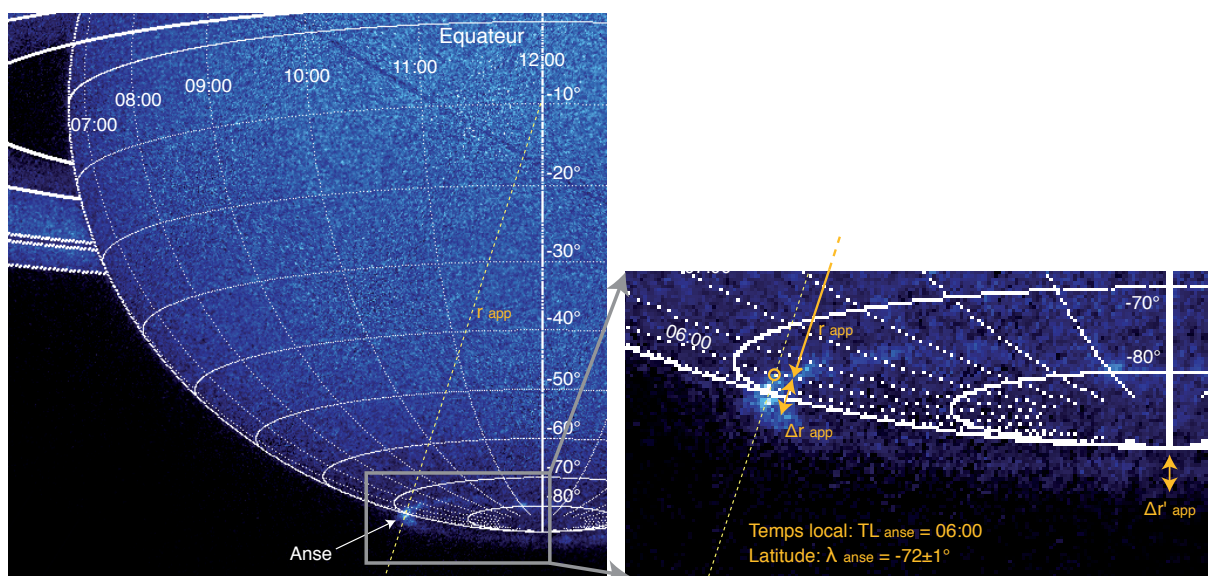 Equateur
12:00
11:00
10:00
09:00
08:00
07:00
-10°
-20°
-30°
-40°
-50°
-60°
-70°
-80°
r app
Anse
06:00
-70°
-80°
r app
Δr app
Δr' app
Temps local: TL anse = 06:00
Latitude: λ anse = -72±1°